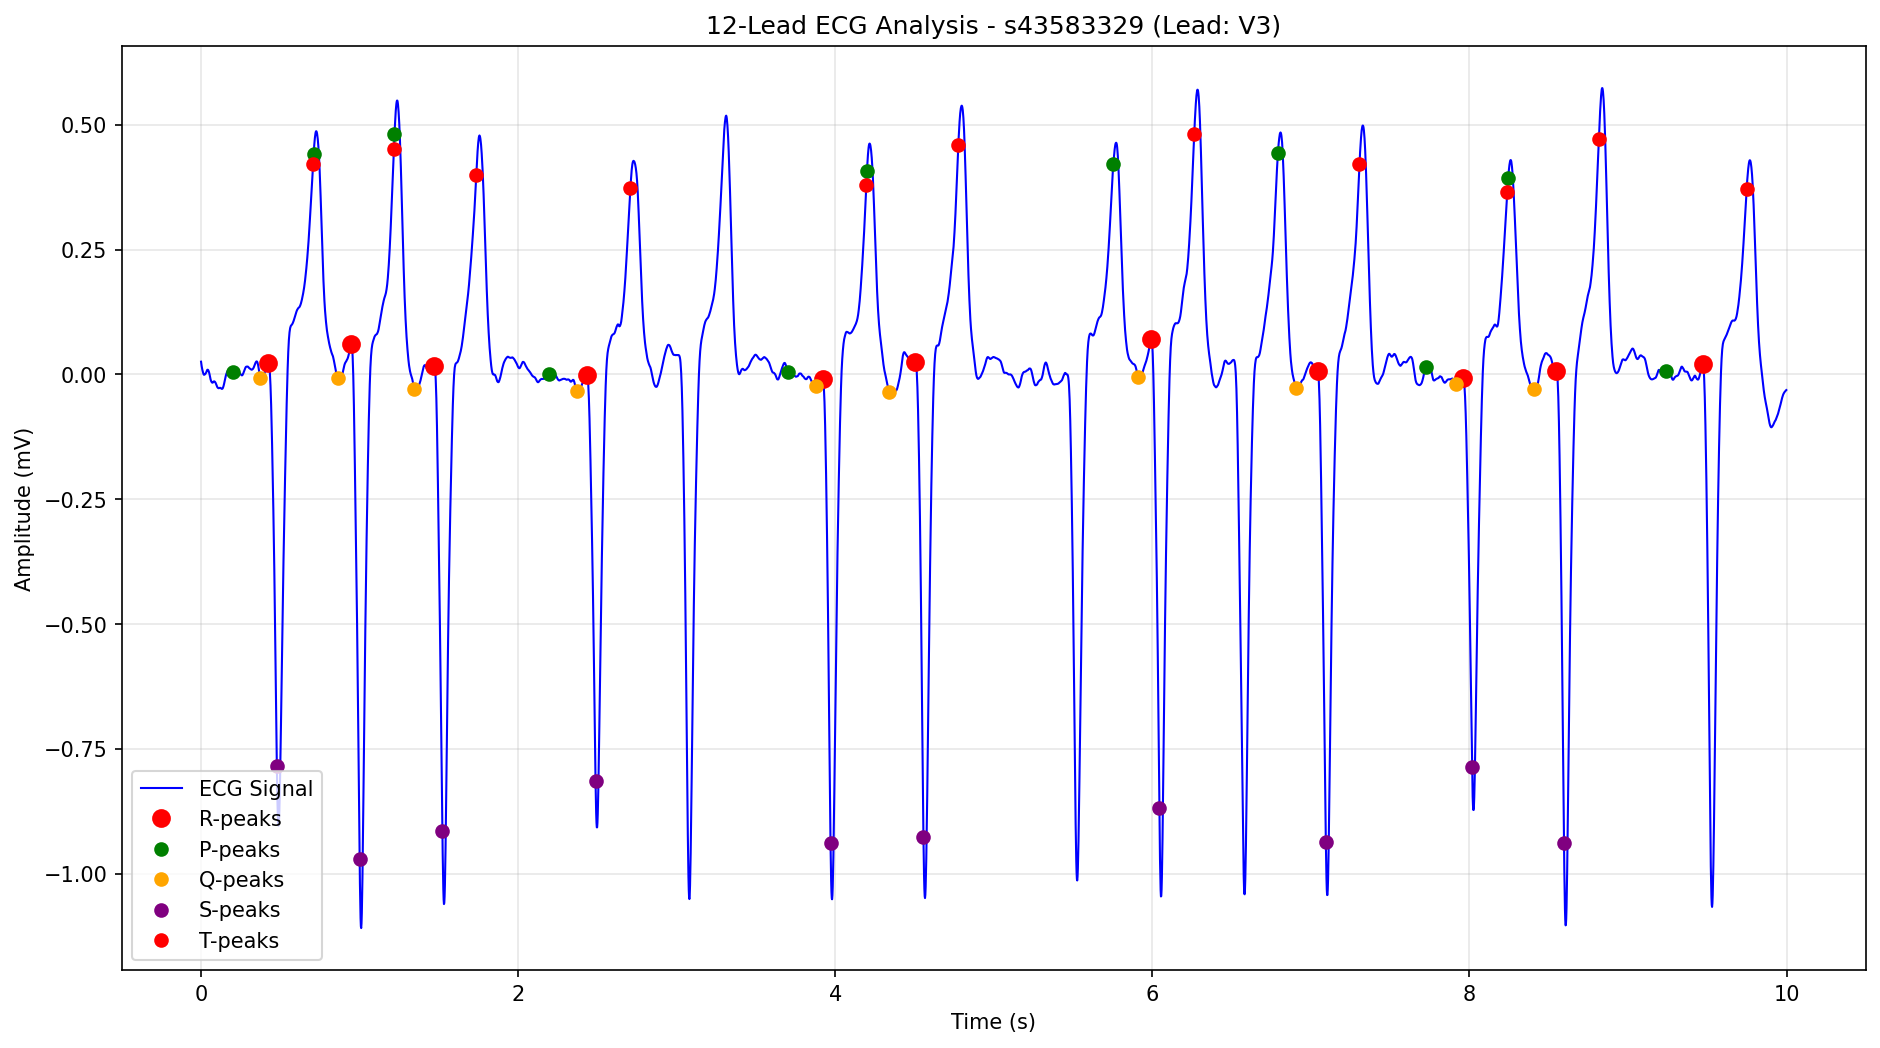 12-Lead ECG Analysis - s43583329 (Lead: V3)
Amplitude (mV)
0.50
0.25
0.00
−0.25
−0.50
−0.75
−1.00
ECG Signal
R-peaks
P-peaks
Q-peaks
S-peaks
T-peaks
0 2 4 6 8 10
Time (s)